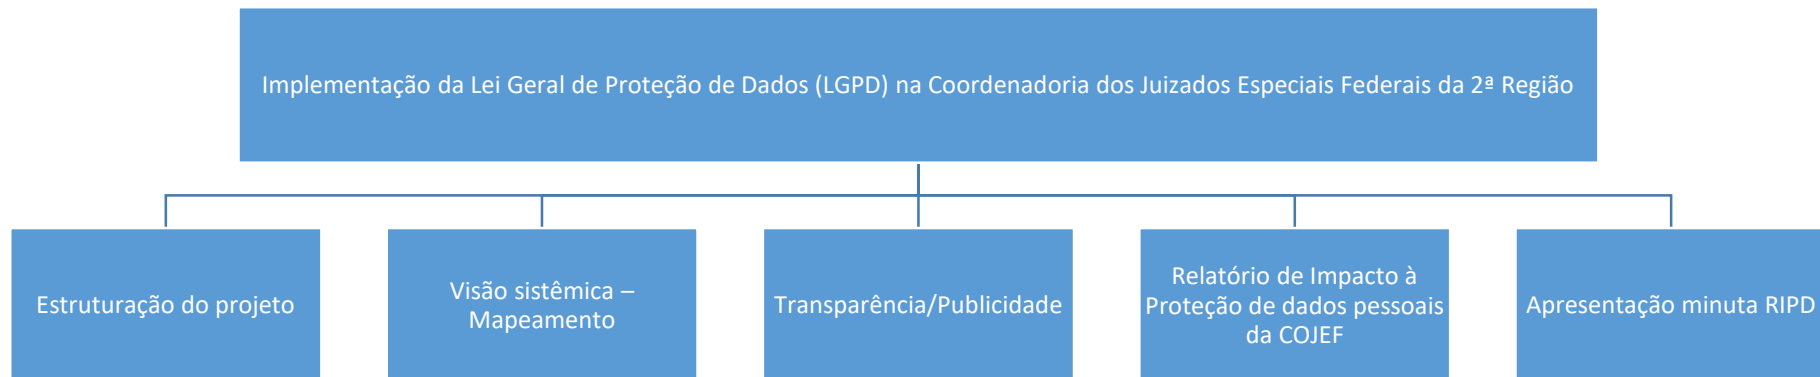 Implementação da Lei Geral de Proteção de Dados (LGPD) na Coordenadoria dos Juizados Especiais Federais da 2ª Região
Estruturação do projeto
Visão sistêmica –
Mapeamento
Transparência/Publicidade
Relatório de Impacto à
Proteção de dados pessoais
da COJEF
Apresentação minuta RIPD